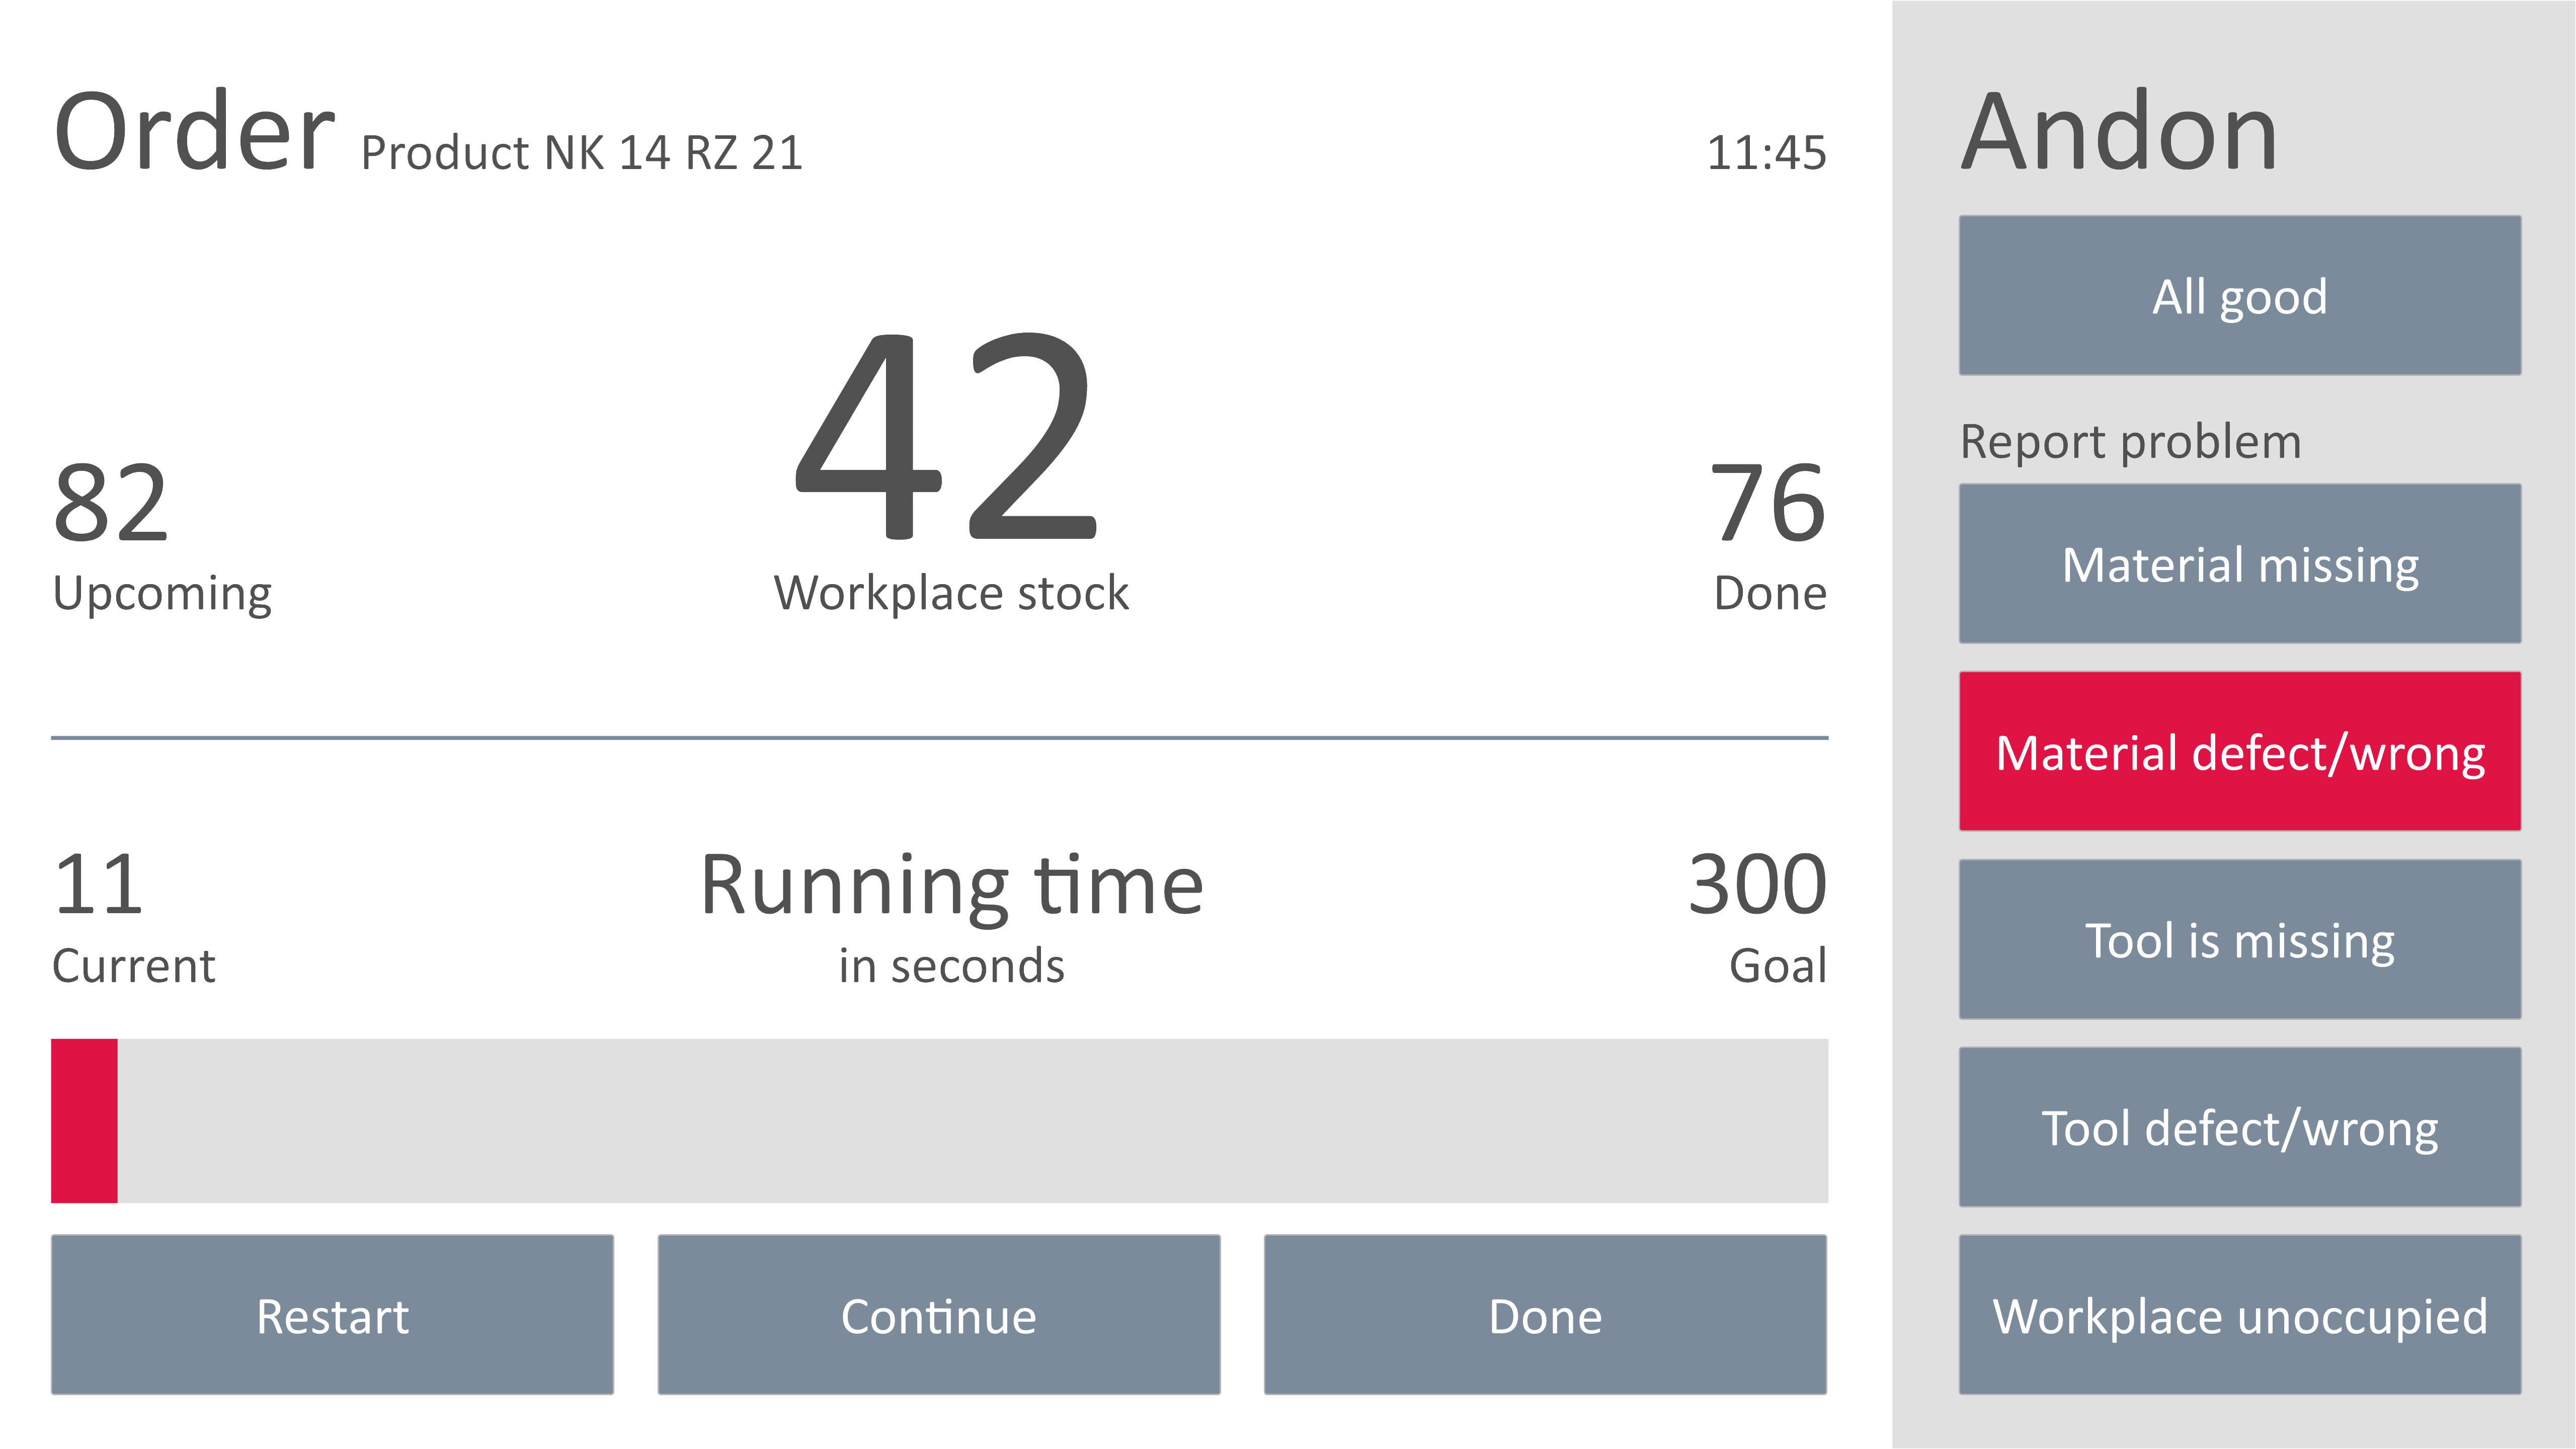 Order Product NK 14 RZ 21
11:45
82
Upcoming
42
Workplace stock
76
Done
11
Current
Running time
in seconds
300
Goal
Restart
Continue
Done
Andon
All good
Report problem
Material missing
Material defect/wrong
Tool is missing
Tool defect/wrong
Workplace unoccupied